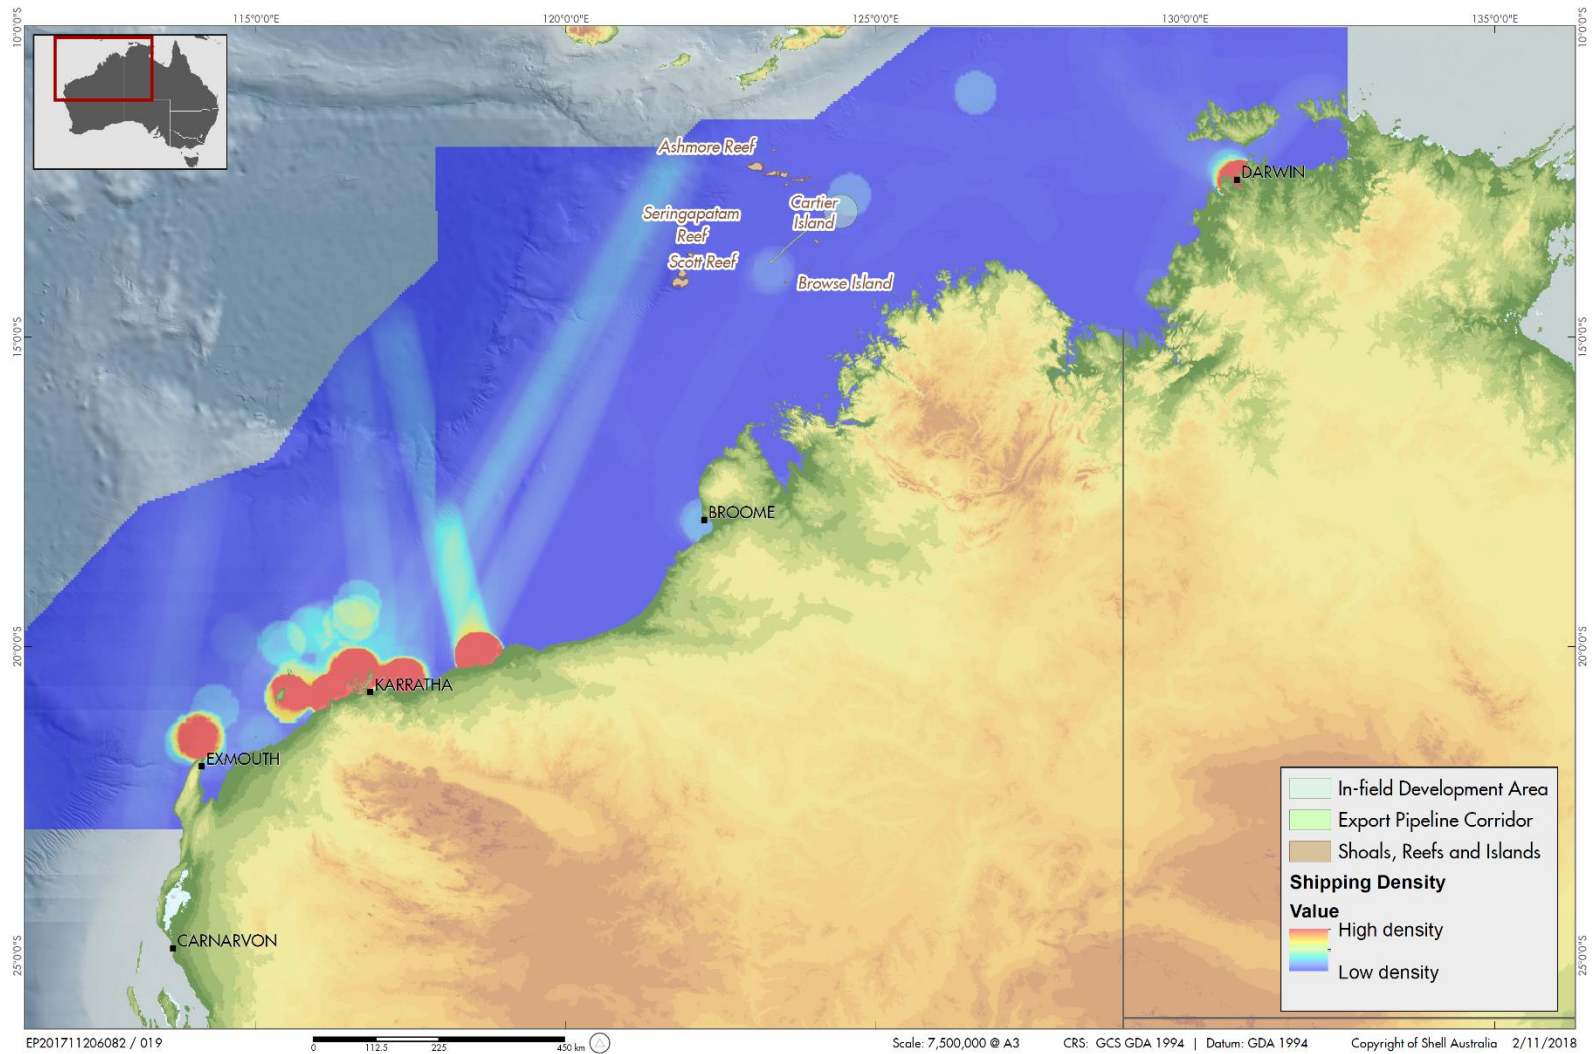 115°0'0"E
120°0'0"E
125°0'0"E
130°0'0"E
135°0'0"E
10°0'0"S
10°0'0"S
Ashmore Reef
DARWIN
Cartier
Island
Seringapatam
Reef
Scott Reef
Browse Island
15°0'0"S
15°0'0"S
BROOME
20°0'0"S
20°0'0"S
KARRATHA
EXMOUTH
In-field Development Area
Export Pipeline Corridor
Shoals, Reefs and Islands
Shipping Density
Value
High density
Low density
CARNARVON
25°0'0"S
25°0'0"S
EP201711206082 / 019
0 112.5 225 450 km
Scale: 7,500,000 @ A3
CRS: GCS GDA 1994 | Datum: GDA 1994
Copyright of Shell Australia 2/11/2018